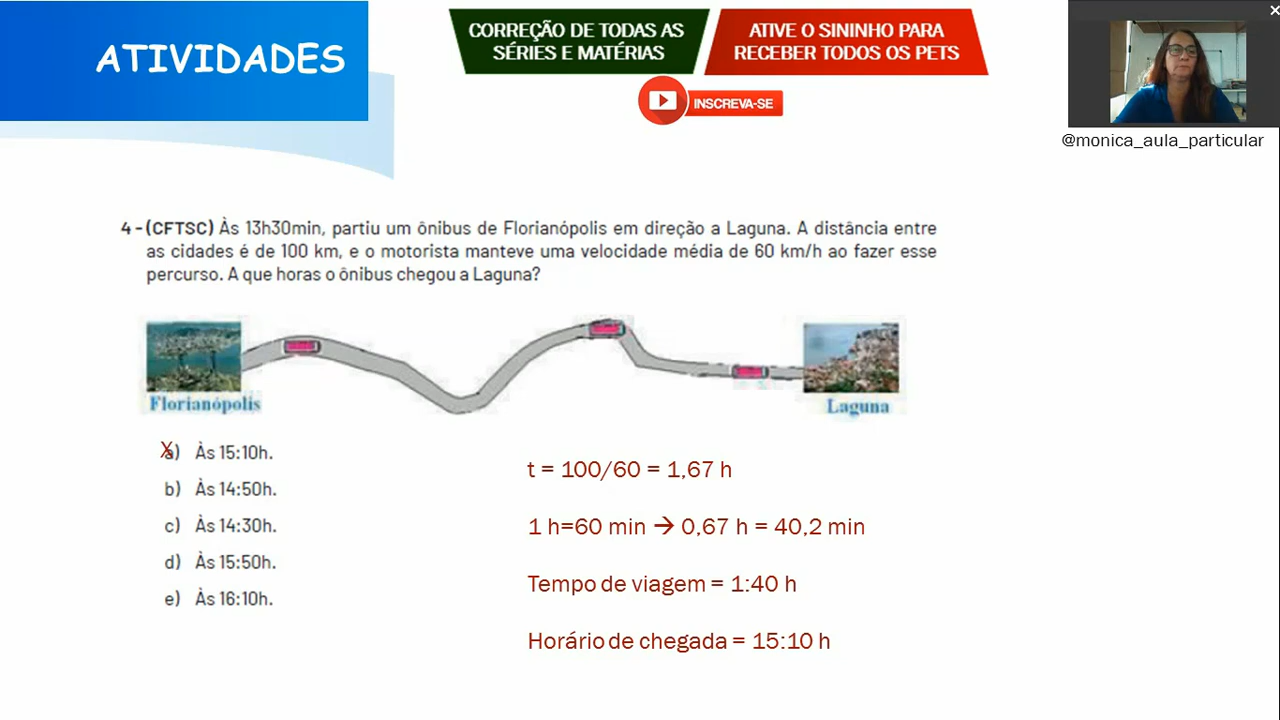 ATIVIDADES
CORREÇÃO DE TODAS AS
SÉRIES E MATÉRIAS
ATIVE O SININHO PARA
RECEBER TODOS OS PETS
INSCREVA-SE
@monica_aula_particular
4 - (CFTSC) Às 13h30min, partiu um ônibus de Florianópolis em direção a Laguna. A distância entre
as cidades é de 100 km, e o motorista manteve uma velocidade média de 60 km/h ao fazer esse
percurso. A que horas o ônibus chegou a Laguna?
Florianópolis
Laguna
X a) Às 15:10h.
b) Às 14:50h.
c) Às 14:30h.
d) Às 15:50h.
e) Às 16:10h.
t = 100/60 = 1,67 h
1 h=60 min → 0,67 h = 40,2 min
Tempo de viagem = 1:40 h
Horário de chegada = 15:10 h